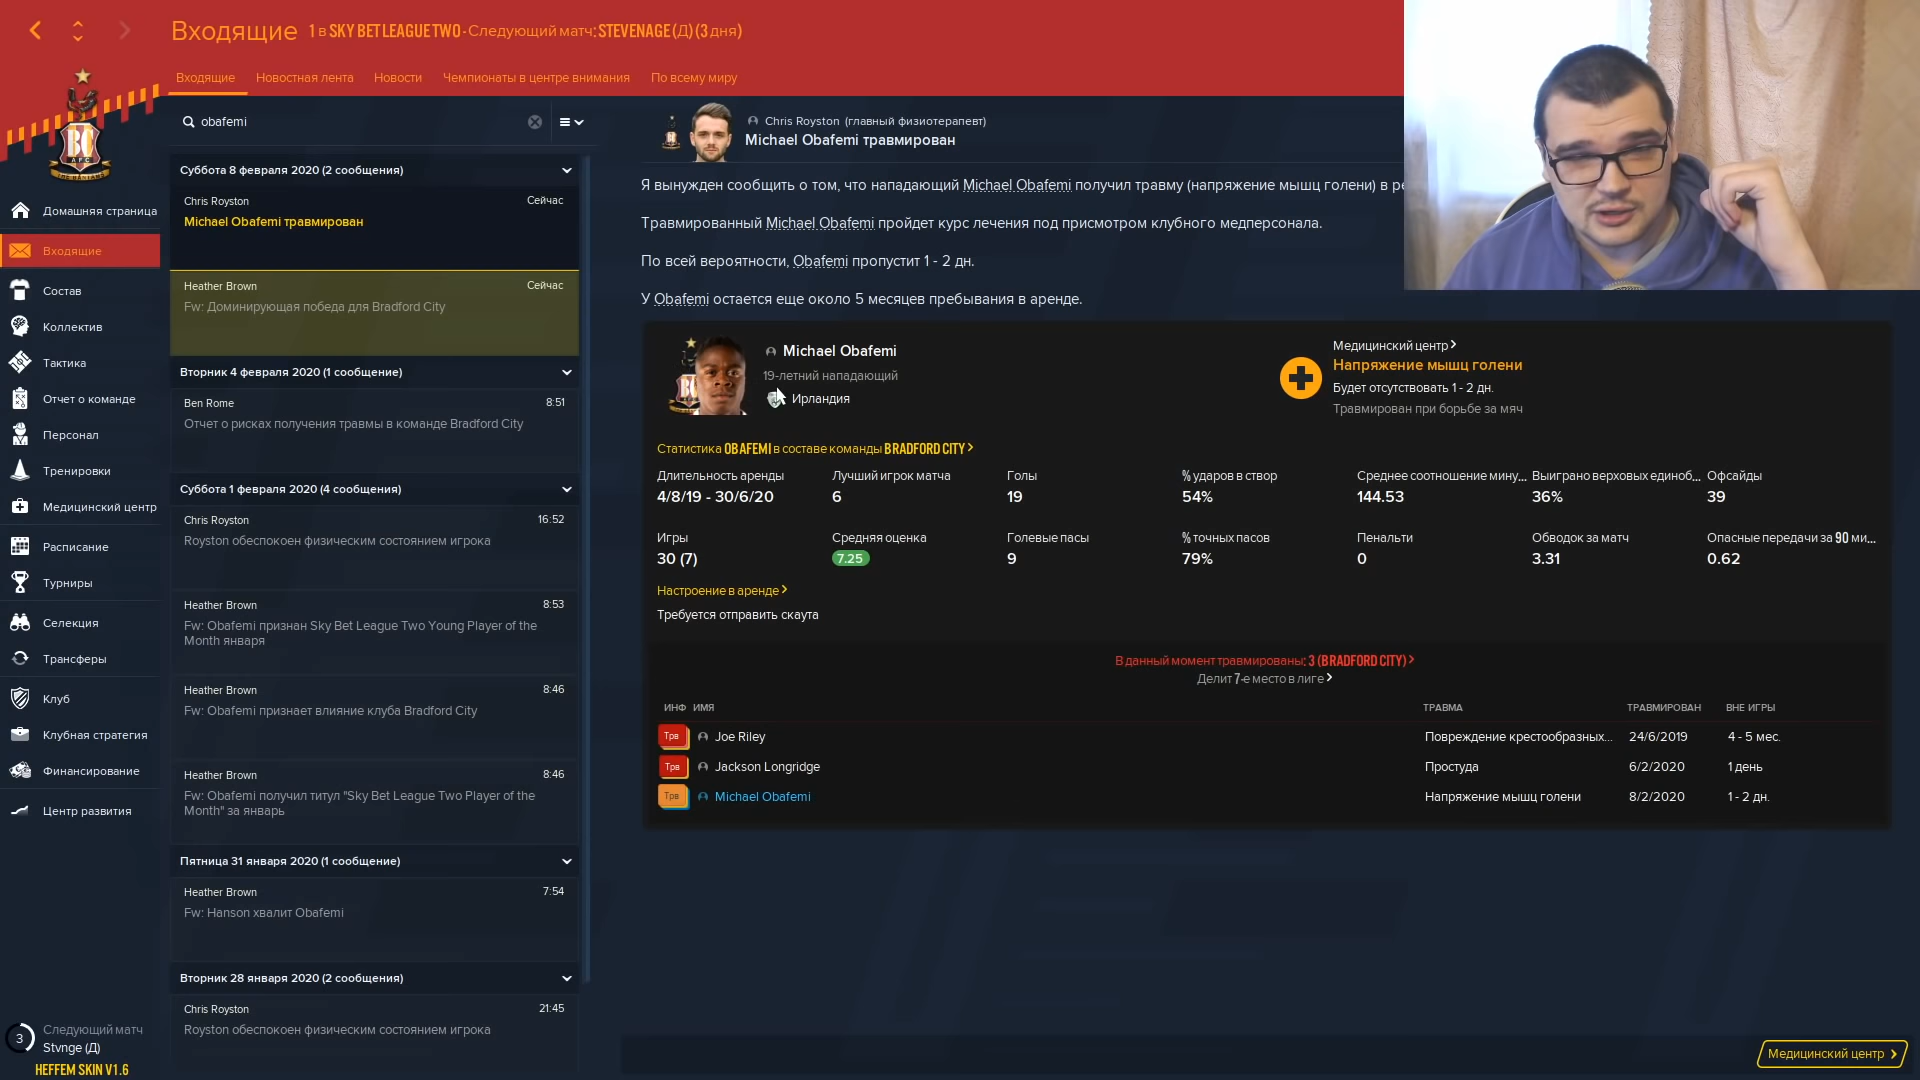 Входящие
1 в SKY BET LEAGUE TWO - Следующий матч: STEVENAGE (Д) (3 дня)
Входящие Новостная лента Новости Чемпионаты в центре внимания По всему миру
Домашняя страница
Входящие
Состав
Коллектив
Тактика
Отчет о команде
Персонал
Тренировки
Медицинский центр
Расписание
Турниры
Селекция
Трансферы
Клуб
Клубная стратегия
Финансирование
Центр развития
3
Следующий матч
Stvnge (Д)
HEFFEM SKIN V1.6
obafemi
Суббота 8 февраля 2020 (2 сообщения)
Chris Royston Сейчас
Michael Obafemi травмирован
Heather Brown Сейчас
Fw: Доминирующая победа для Bradford City
Вторник 4 февраля 2020 (1 сообщение)
Ben Rome 8:51
Отчет о рисках получения травмы в команде Bradford City
Суббота 1 февраля 2020 (4 сообщения)
Chris Royston 16:52
Royston обеспокоен физическим состоянием игрока
Heather Brown 8:53
Fw: Obafemi признан Sky Bet League Two Young Player of the
Month января
Heather Brown 8:46
Fw: Obafemi признает влияние клуба Bradford City
Heather Brown 8:46
Fw: Obafemi получил титул "Sky Bet League Two Player of the
Month" за январь
Пятница 31 января 2020 (1 сообщение)
Heather Brown 7:54
Fw: Hanson хвалит Obafemi
Вторник 28 января 2020 (2 сообщения)
Chris Royston 21:45
Royston обеспокоен физическим состоянием игрока
Chris Royston (главный физиотерапевт)
Michael Obafemi травмирован
Я вынужден сообщить о том, что нападающий Michael Obafemi получил травму (напряжение мышц голени) в
Травмированный Michael Obafemi пройдет курс лечения под присмотром клубного медперсонала.
По всей вероятности, Obafemi пропустит 1 - 2 дн.
У Obafemi остается еще около 5 месяцев пребывания в аренде.
Michael Obafemi
19-летний нападающий
Ирландия
Медицинский центр
Напряжение мышц голени
Будет отсутствовать 1 - 2 дн.
Травмирован при борьбе за мяч
Статистика OBAFEMI в составе команды BRADFORD CITY
Длительность аренды Лучший игрок матча Голы % ударов в створ Среднее соотношение мину... Выиграно верховых единоб... Офсайды
4/8/19 - 30/6/20 6 19 54% 144.53 36% 39
Игры Средняя оценка Голевые пасы % точных пасов Пенальти Обводок за матч Опасные передачи за 90 ми...
30 (7) 7.25 9 79% 0 3.31 0.62
Настроение в аренде
Требуется отправить скаута
В данный момент травмированы: 3 (BRADFORD CITY)
Делит 7-е место в лиге
ИНФ ИМЯ ТРАВМА ТРАВМИРОВАН ВНЕ ИГРЫ
Трв Joe Riley Повреждение крестообразных... 24/6/2019 4 - 5 мес.
Трв Jackson Longridge Простуда 6/2/2020 1 день
Трв Michael Obafemi Напряжение мышц голени 8/2/2020 1 - 2 дн.
Медицинский центр